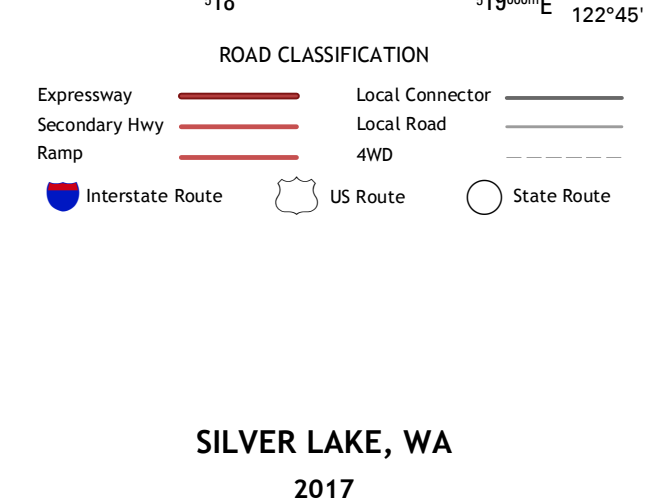 ⁵18 ⁵19⁰⁰⁰ᵐE 122°45'
ROAD CLASSIFICATION
Expressway Local Connector
Secondary Hwy Local Road
Ramp 4WD
Interstate Route US Route State Route
SILVER LAKE, WA
2017